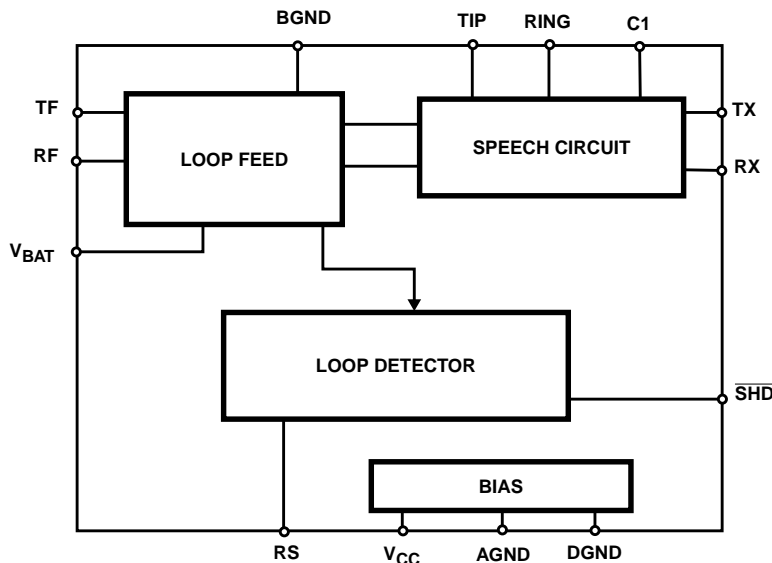 BGND
TIP
RING
C1
TF
TX
LOOP FEED
SPEECH CIRCUIT
RF
RX
VBAT
LOOP DETECTOR
SHD
BIAS
RS
VCC
AGND
DGND